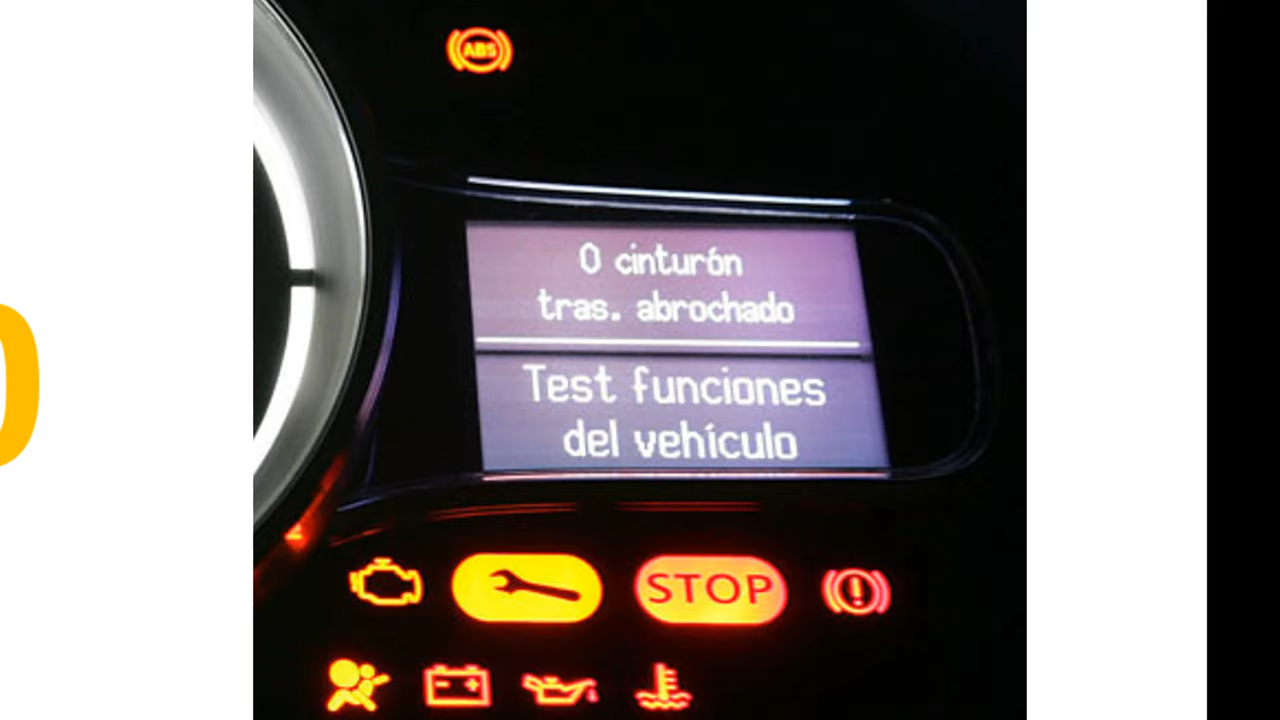 ABS
0 cinturón
tras. abrochado
Test funciones
del vehículo
STOP